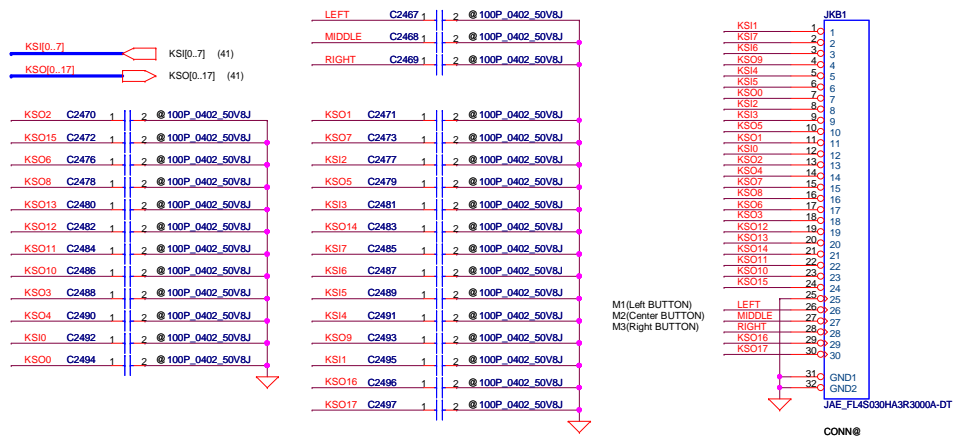 KSI[0..7] KSI[0..7] (41)
KSO[0..17] KSO[0..17] (41)
LEFT C2467 1 2 @100P_0402_50V8J
MIDDLE C2468 1 2 @100P_0402_50V8J
RIGHT C2469 1 2 @100P_0402_50V8J
KSO2 C2470 1 2 @100P_0402_50V8J
KSO15 C2472 1 2 @100P_0402_50V8J
KSO6 C2476 1 2 @100P_0402_50V8J
KSO8 C2478 1 2 @100P_0402_50V8J
KSO13 C2480 1 2 @100P_0402_50V8J
KSO12 C2482 1 2 @100P_0402_50V8J
KSO11 C2484 1 2 @100P_0402_50V8J
KSO10 C2486 1 2 @100P_0402_50V8J
KSO3 C2488 1 2 @100P_0402_50V8J
KSO4 C2490 1 2 @100P_0402_50V8J
KSI0 C2492 1 2 @100P_0402_50V8J
KSO0 C2494 1 2 @100P_0402_50V8J
KSO1 C2471 1 2 @100P_0402_50V8J
KSO7 C2473 1 2 @100P_0402_50V8J
KSI2 C2477 1 2 @100P_0402_50V8J
KSO5 C2479 1 2 @100P_0402_50V8J
KSI3 C2481 1 2 @100P_0402_50V8J
KSO14 C2483 1 2 @100P_0402_50V8J
KSI7 C2485 1 2 @100P_0402_50V8J
KSI6 C2487 1 2 @100P_0402_50V8J
KSI5 C2489 1 2 @100P_0402_50V8J
KSI4 C2491 1 2 @100P_0402_50V8J
KSO9 C2493 1 2 @100P_0402_50V8J
KSI1 C2495 1 2 @100P_0402_50V8J
KSO16 C2496 1 2 @100P_0402_50V8J
KSO17 C2497 1 2 @100P_0402_50V8J
M1(Left BUTTON)
M2(Center BUTTON)
M3(Right BUTTON)
JKB1
KSI1 1 1
KSI7 2 2
KSI6 3 3
KSO9 4 4
KSI4 5 5
KSI5 6 6
KSO0 7 7
KSI2 8 8
KSI3 9 9
KSO5 10 10
KSO1 11 11
KSI0 12 12
KSO2 13 13
KSO4 14 14
KSO7 15 15
KSO8 16 16
KSO6 17 17
KSO3 18 18
KSO12 19 19
KSO13 20 20
KSO14 21 21
KSO11 22 22
KSO10 23 23
KSO15 24 24
25 25
LEFT 26 26
MIDDLE 27 27
RIGHT 28 28
KSO16 29 29
KSO17 30 30
31 GND1
32 GND2
JAE_FL4S030HA3R3000A-DT
CONN@